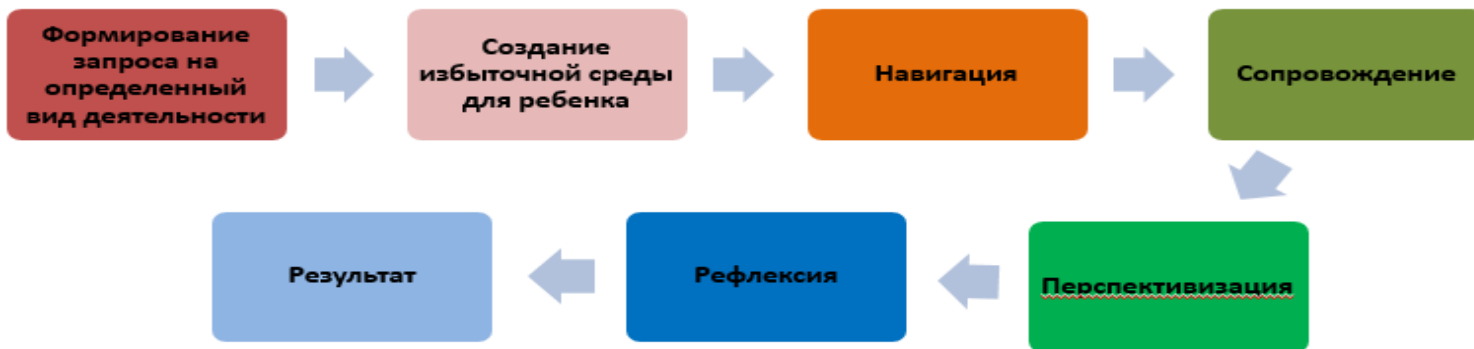 Формирование
запроса на
определенный
вид деятельности
Создание
избыточной среды
для ребенка
Навигация
Сопровождение
Перспективизация
Рефлексия
Результат